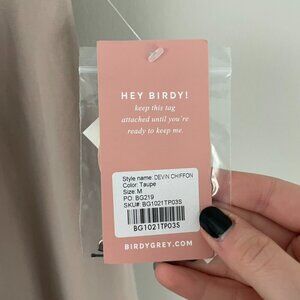 HEY BIRDY!
keep this tag
attached until you're
ready to keep me.
Style name: DEVIN CHIFFON
Color: Taupe
Size: M
PO: BG219
SKU# BG1021TP03S
BG1021TP03S
BIRDYGREY.COM